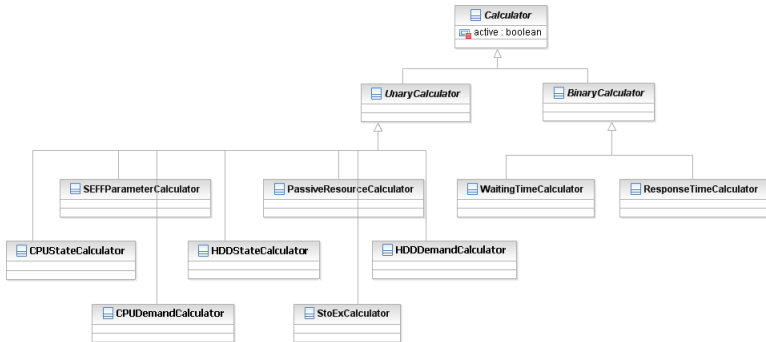 Calculator
active : boolean
UnaryCalculator
BinaryCalculator
SEFFParameterCalculator
PassiveResourceCalculator
WaitingTimeCalculator
ResponseTimeCalculator
CPUStateCalculator
HDDStateCalculator
HDDDemandCalculator
CPUDemandCalculator
StoExCalculator